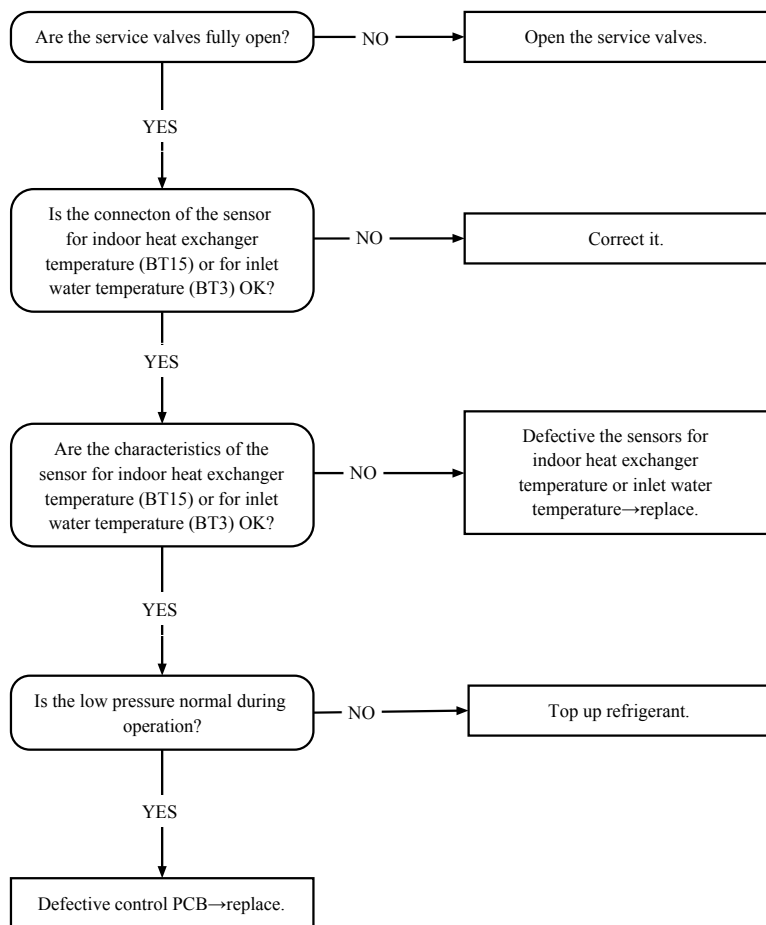 Are the service valves fully open?
NO
Open the service valves.
YES
Is the connecton of the sensor
for indoor heat exchanger
temperature (BT15) or for inlet
water temperature (BT3) OK?
NO
Correct it.
YES
Are the characteristics of the
sensor for indoor heat exchanger
temperature (BT15) or for inlet
water temperature (BT3) OK?
NO
Defective the sensors for
indoor heat exchanger
temperature or inlet water
temperature→replace.
YES
Is the low pressure normal during
operation?
NO
Top up refrigerant.
YES
Defective control PCB→replace.